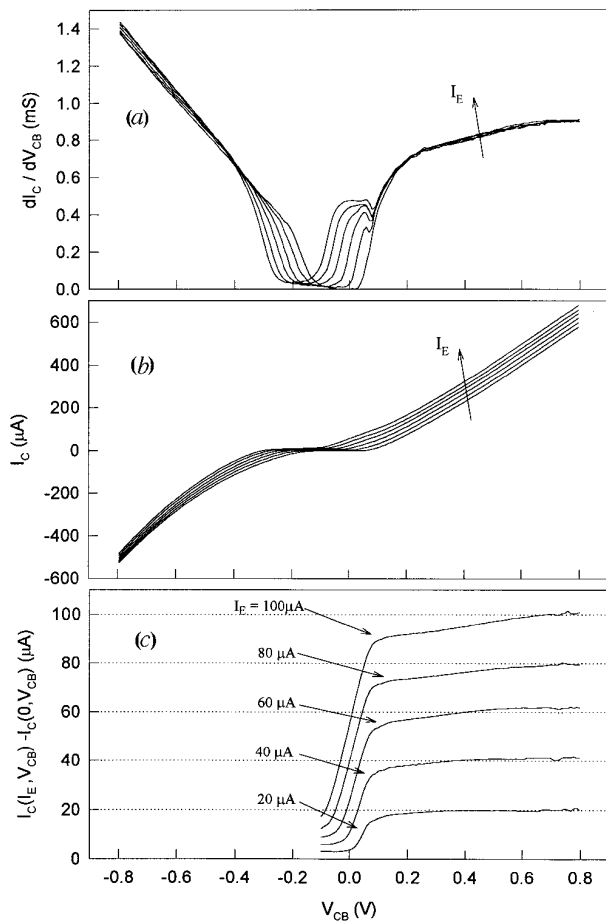 dI_C / dV_CB (mS)
1.4
1.2
1.0
0.8
0.6
0.4
0.2
0.0
(a)
I_E
I_C (μA)
600
400
200
0
-200
-400
-600
(b)
I_E
I_C(I_E,V_CB) -I_C(0,V_CB) (μA)
100
80
60
40
20
0
(c)
I_E = 100μA
80 μA
60 μA
40 μA
20 μA
-0.8 -0.6 -0.4 -0.2 0.0 0.2 0.4 0.6 0.8
V_CB (V)